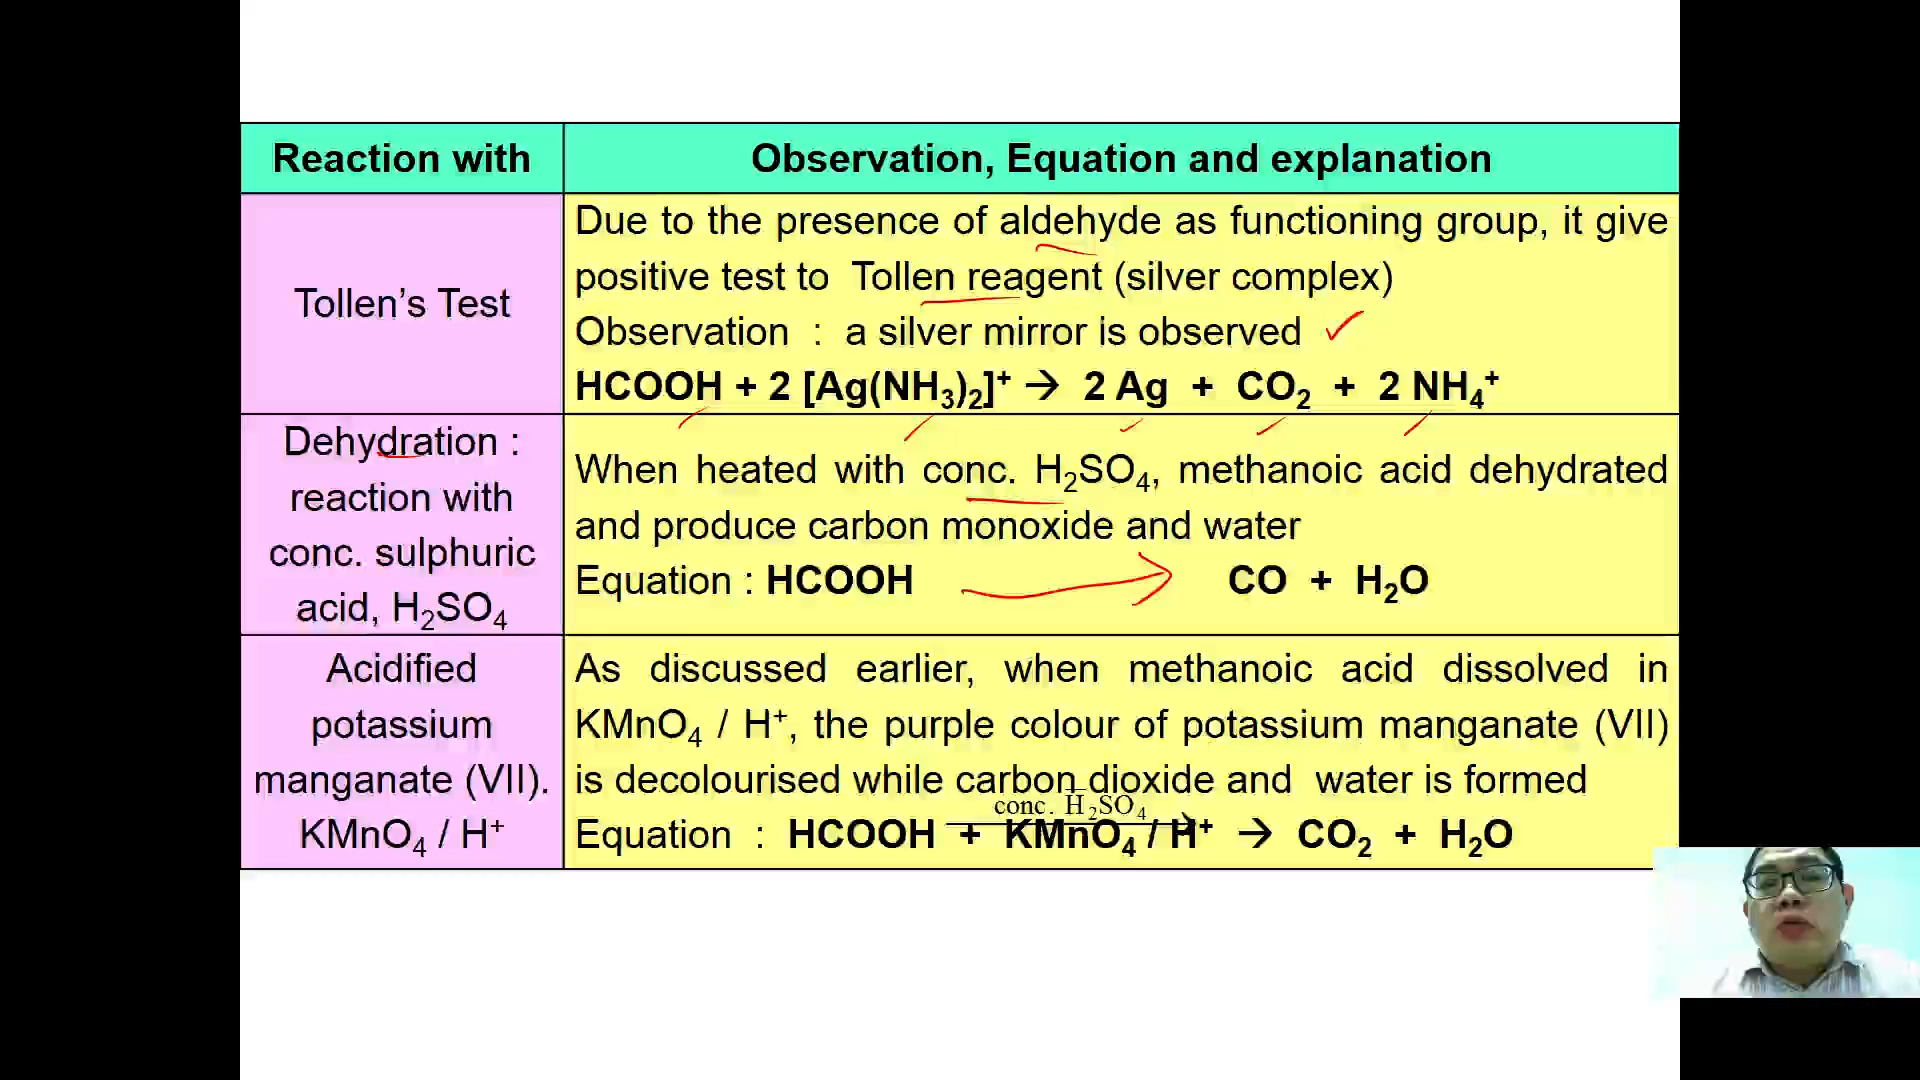 Reaction with
Observation, Equation and explanation
Tollen’s Test
Due to the presence of aldehyde as functioning group, it give
positive test to Tollen reagent (silver complex)
Observation : a silver mirror is observed ✓
HCOOH + 2 [Ag(NH₃)₂]⁺ → 2 Ag + CO₂ + 2 NH₄⁺
Dehydration :
reaction with
conc. sulphuric
acid, H₂SO₄
When heated with conc. H₂SO₄, methanoic acid dehydrated
and produce carbon monoxide and water
Equation : HCOOH → CO + H₂O
Acidified
potassium
manganate (VII).
KMnO₄ / H⁺
As discussed earlier, when methanoic acid dissolved in
KMnO₄ / H⁺, the purple colour of potassium manganate (VII)
is decolourised while carbon dioxide and water is formed
conc. H₂SO₄
Equation : HCOOH + KMnO₄ / H⁺ → CO₂ + H₂O